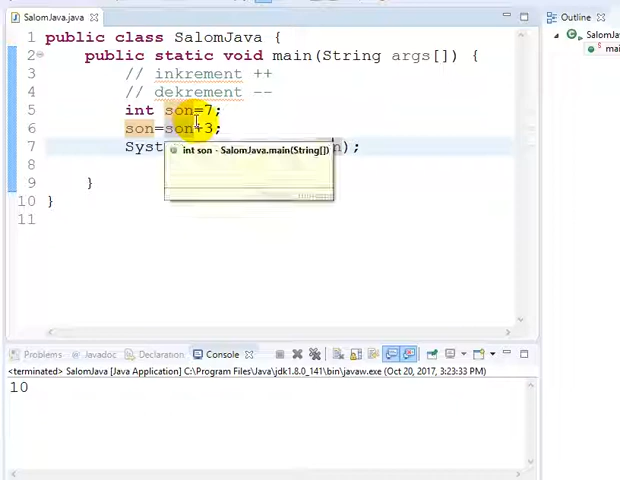 SalomJava.java
Outline
1 public class SalomJava {
2 public static void main(String args[]) {
3 // inkrement ++
4 // dekrement --
5 int son=7;
6 son=son+3;
7 Syst n);
int son - SalomJava.main(String[])
8
9 }
10 }
11
SalomJa
mai
Problems @ Javadoc Declaration Console
<terminated> SalomJava [Java Application] C:\Program Files\Java\jdk1.8.0_141\bin\javaw.exe (Oct 20, 2017, 3:23:33 PM)
10